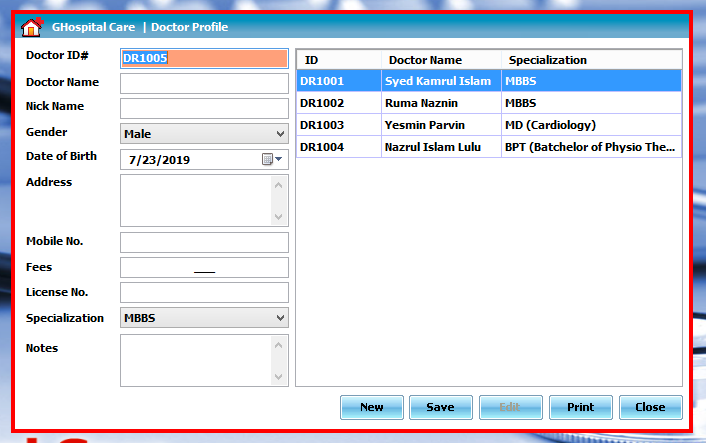 GHospital Care | Doctor Profile
Doctor ID# DR1005
Doctor Name
Nick Name
Gender Male
Date of Birth 7/23/2019
Address
Mobile No.
Fees ___
License No.
Specialization MBBS
Notes
ID Doctor Name Specialization
DR1001 Syed Kamrul Islam MBBS
DR1002 Ruma Naznin MBBS
DR1003 Yesmin Parvin MD (Cardiology)
DR1004 Nazrul Islam Lulu BPT (Batchelor of Physio The...
New Save Edit Print Close